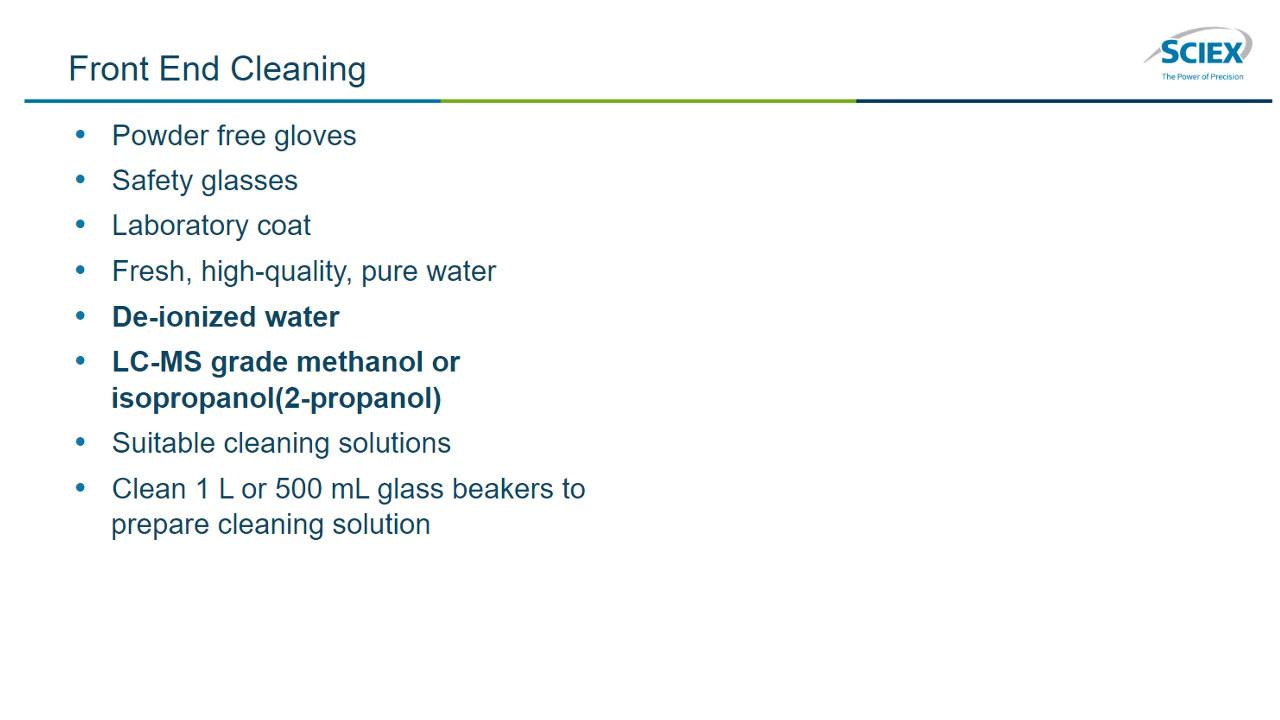 Front End Cleaning
SCIEX
The Power of Precision
• Powder free gloves
• Safety glasses
• Laboratory coat
• Fresh, high-quality, pure water
• De-ionized water
• LC-MS grade methanol or
isopropanol(2-propanol)
• Suitable cleaning solutions
• Clean 1 L or 500 mL glass beakers to
prepare cleaning solution